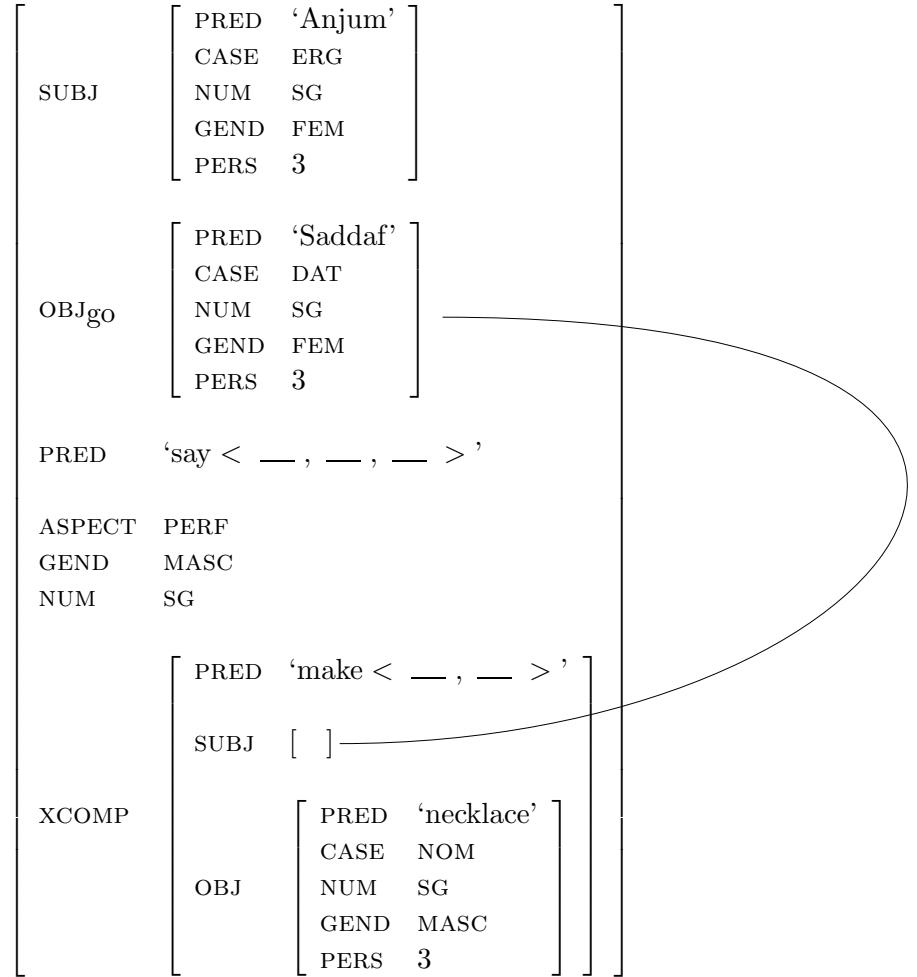 PRED ‘Anjum’
CASE ERG
SUBJ NUM SG
GEND FEM
PERS 3
PRED ‘Saddaf’
CASE DAT
OBJgo NUM SG
GEND FEM
PERS 3
PRED ‘say < __ , __ , __ > ’
ASPECT PERF
GEND MASC
NUM SG
PRED ‘make < __ , __ > ’
SUBJ [ ]
XCOMP PRED ‘necklace’
CASE NOM
OBJ NUM SG
GEND MASC
PERS 3